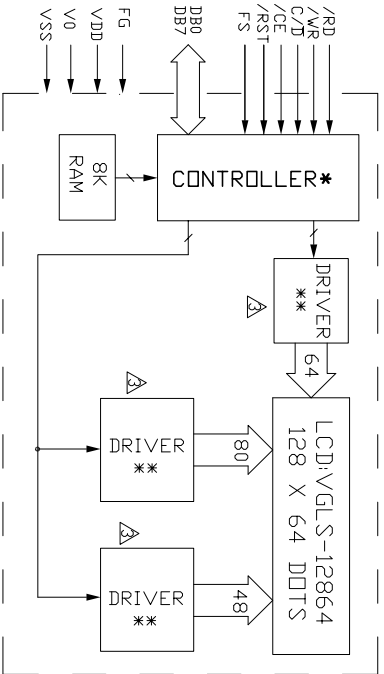 FG
VDD
V0
VSS
DB0
DB7
/RD
/WR
C/D
/CE
/RST
FS
8K
RAM
CONTROLLER*
DRIVER
**
3
64
LCD:VGLS-12864
128 X 64 DOTS
3
DRIVER
**
80
3
DRIVER
**
48